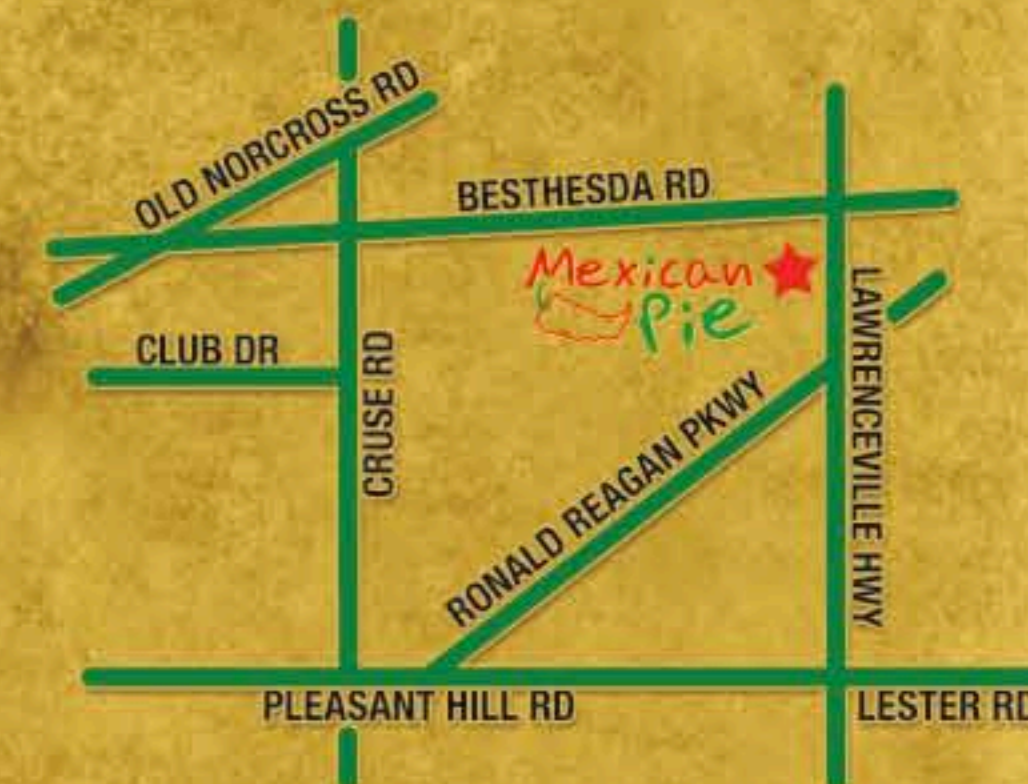 OLD NORCROSS RD
BESTHESDA RD
Mexican
Pie
CLUB DR
CRUSE RD
LAWRENCEVILLE HWY
RONALD REAGAN PKWY
PLEASANT HILL RD
LESTER RD